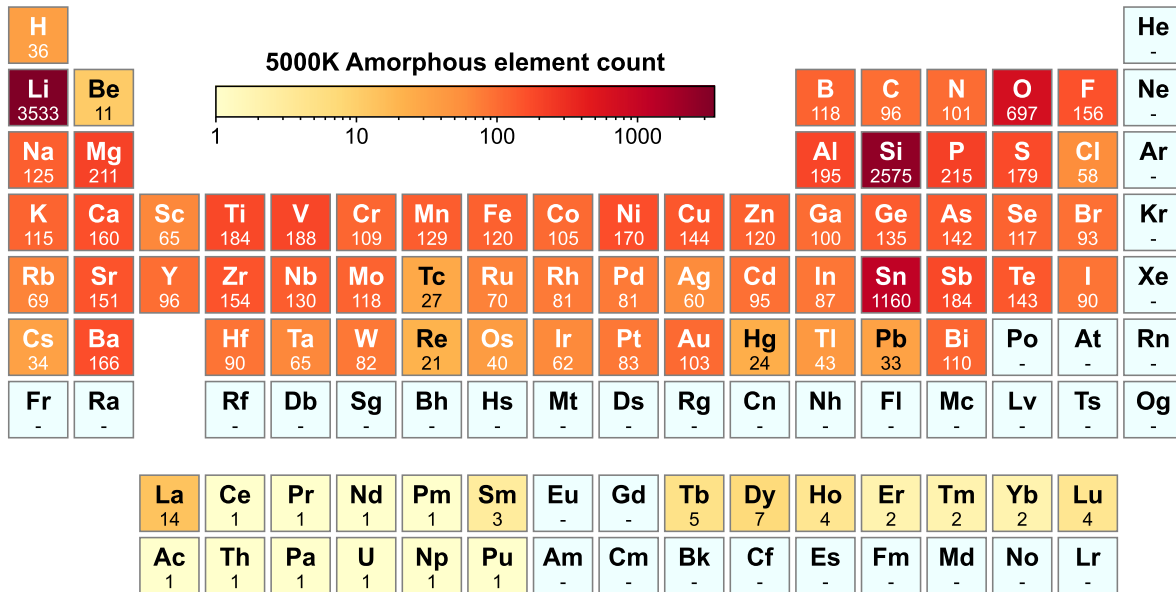 H He
36 -
5000K Amorphous element count
Li Be B C N O F Ne
3533 11 118 96 101 697 156 -
1 10 100 1000
Na Mg Al Si P S Cl Ar
125 211 195 2575 215 179 58 -
K Ca Sc Ti V Cr Mn Fe Co Ni Cu Zn Ga Ge As Se Br Kr
115 160 65 184 188 109 129 120 105 170 144 120 100 135 142 117 93 -
Rb Sr Y Zr Nb Mo Tc Ru Rh Pd Ag Cd In Sn Sb Te I Xe
69 151 96 154 130 118 27 70 81 81 60 95 87 1160 184 143 90 -
Cs Ba Hf Ta W Re Os Ir Pt Au Hg Tl Pb Bi Po At Rn
34 166 90 65 82 21 40 62 83 103 24 43 33 110 - - -
Fr Ra Rf Db Sg Bh Hs Mt Ds Rg Cn Nh Fl Mc Lv Ts Og
- - - - - - - - - - - - - - - - -
La Ce Pr Nd Pm Sm Eu Gd Tb Dy Ho Er Tm Yb Lu
14 1 1 1 1 3 - - 5 7 4 2 2 2 4
Ac Th Pa U Np Pu Am Cm Bk Cf Es Fm Md No Lr
1 1 1 1 1 1 - - - - - - - - -